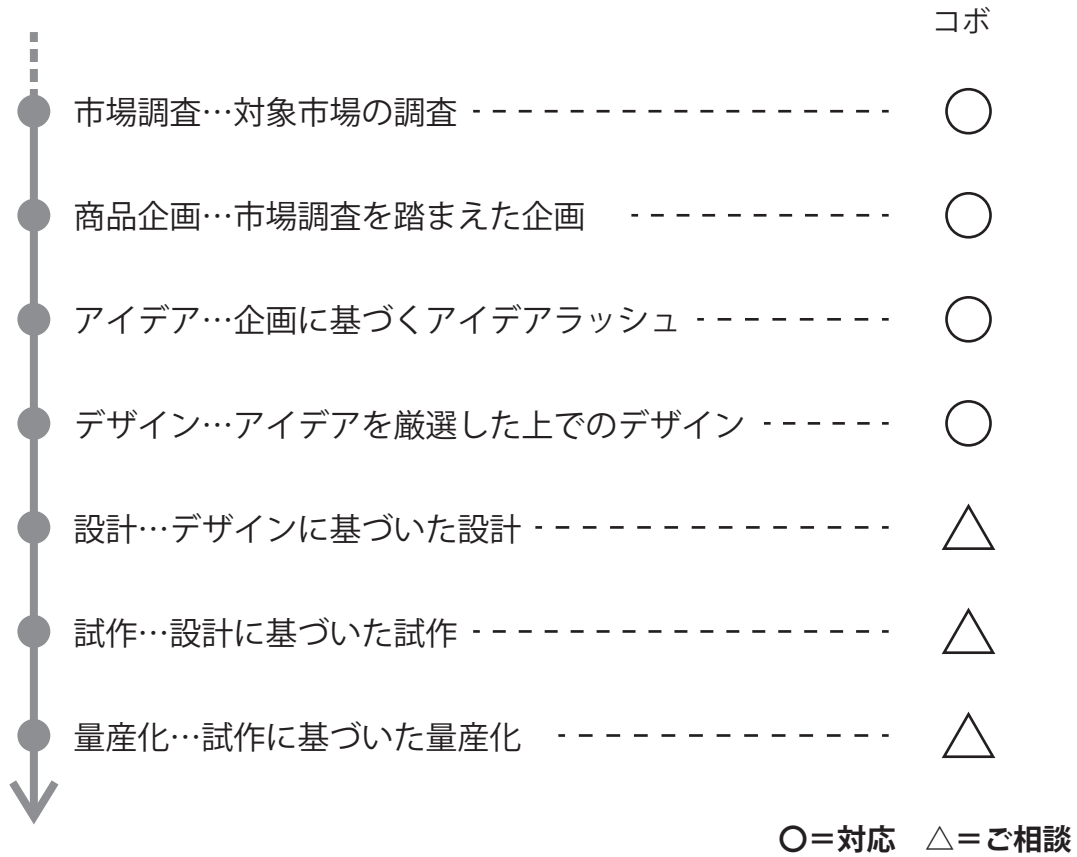 コボ
市場調査…対象市場の調査 ○
商品企画…市場調査を踏まえた企画 ○
アイデア…企画に基づくアイデアラッシュ ○
デザイン…アイデアを厳選した上でのデザイン ○
設計…デザインに基づいた設計 △
試作…設計に基づいた試作 △
量産化…試作に基づいた量産化 △
○=対応 △=ご相談